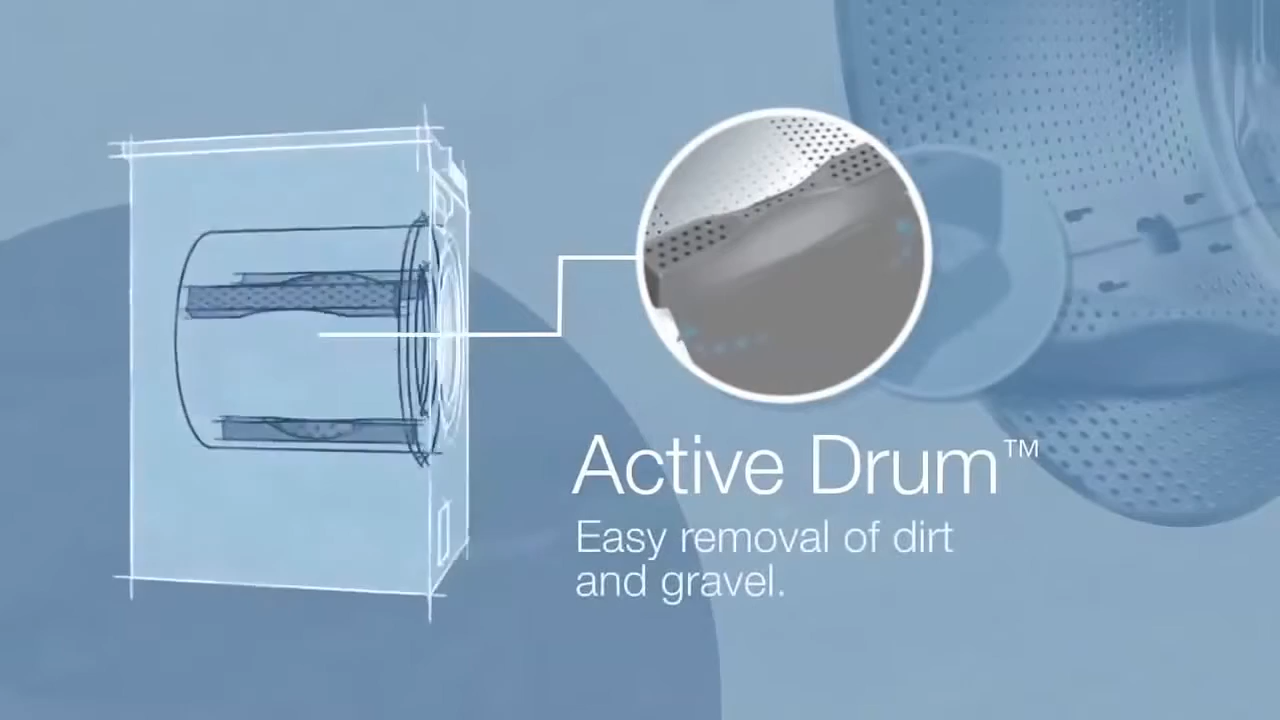 Active Drum™
Easy removal of dirt
and gravel.